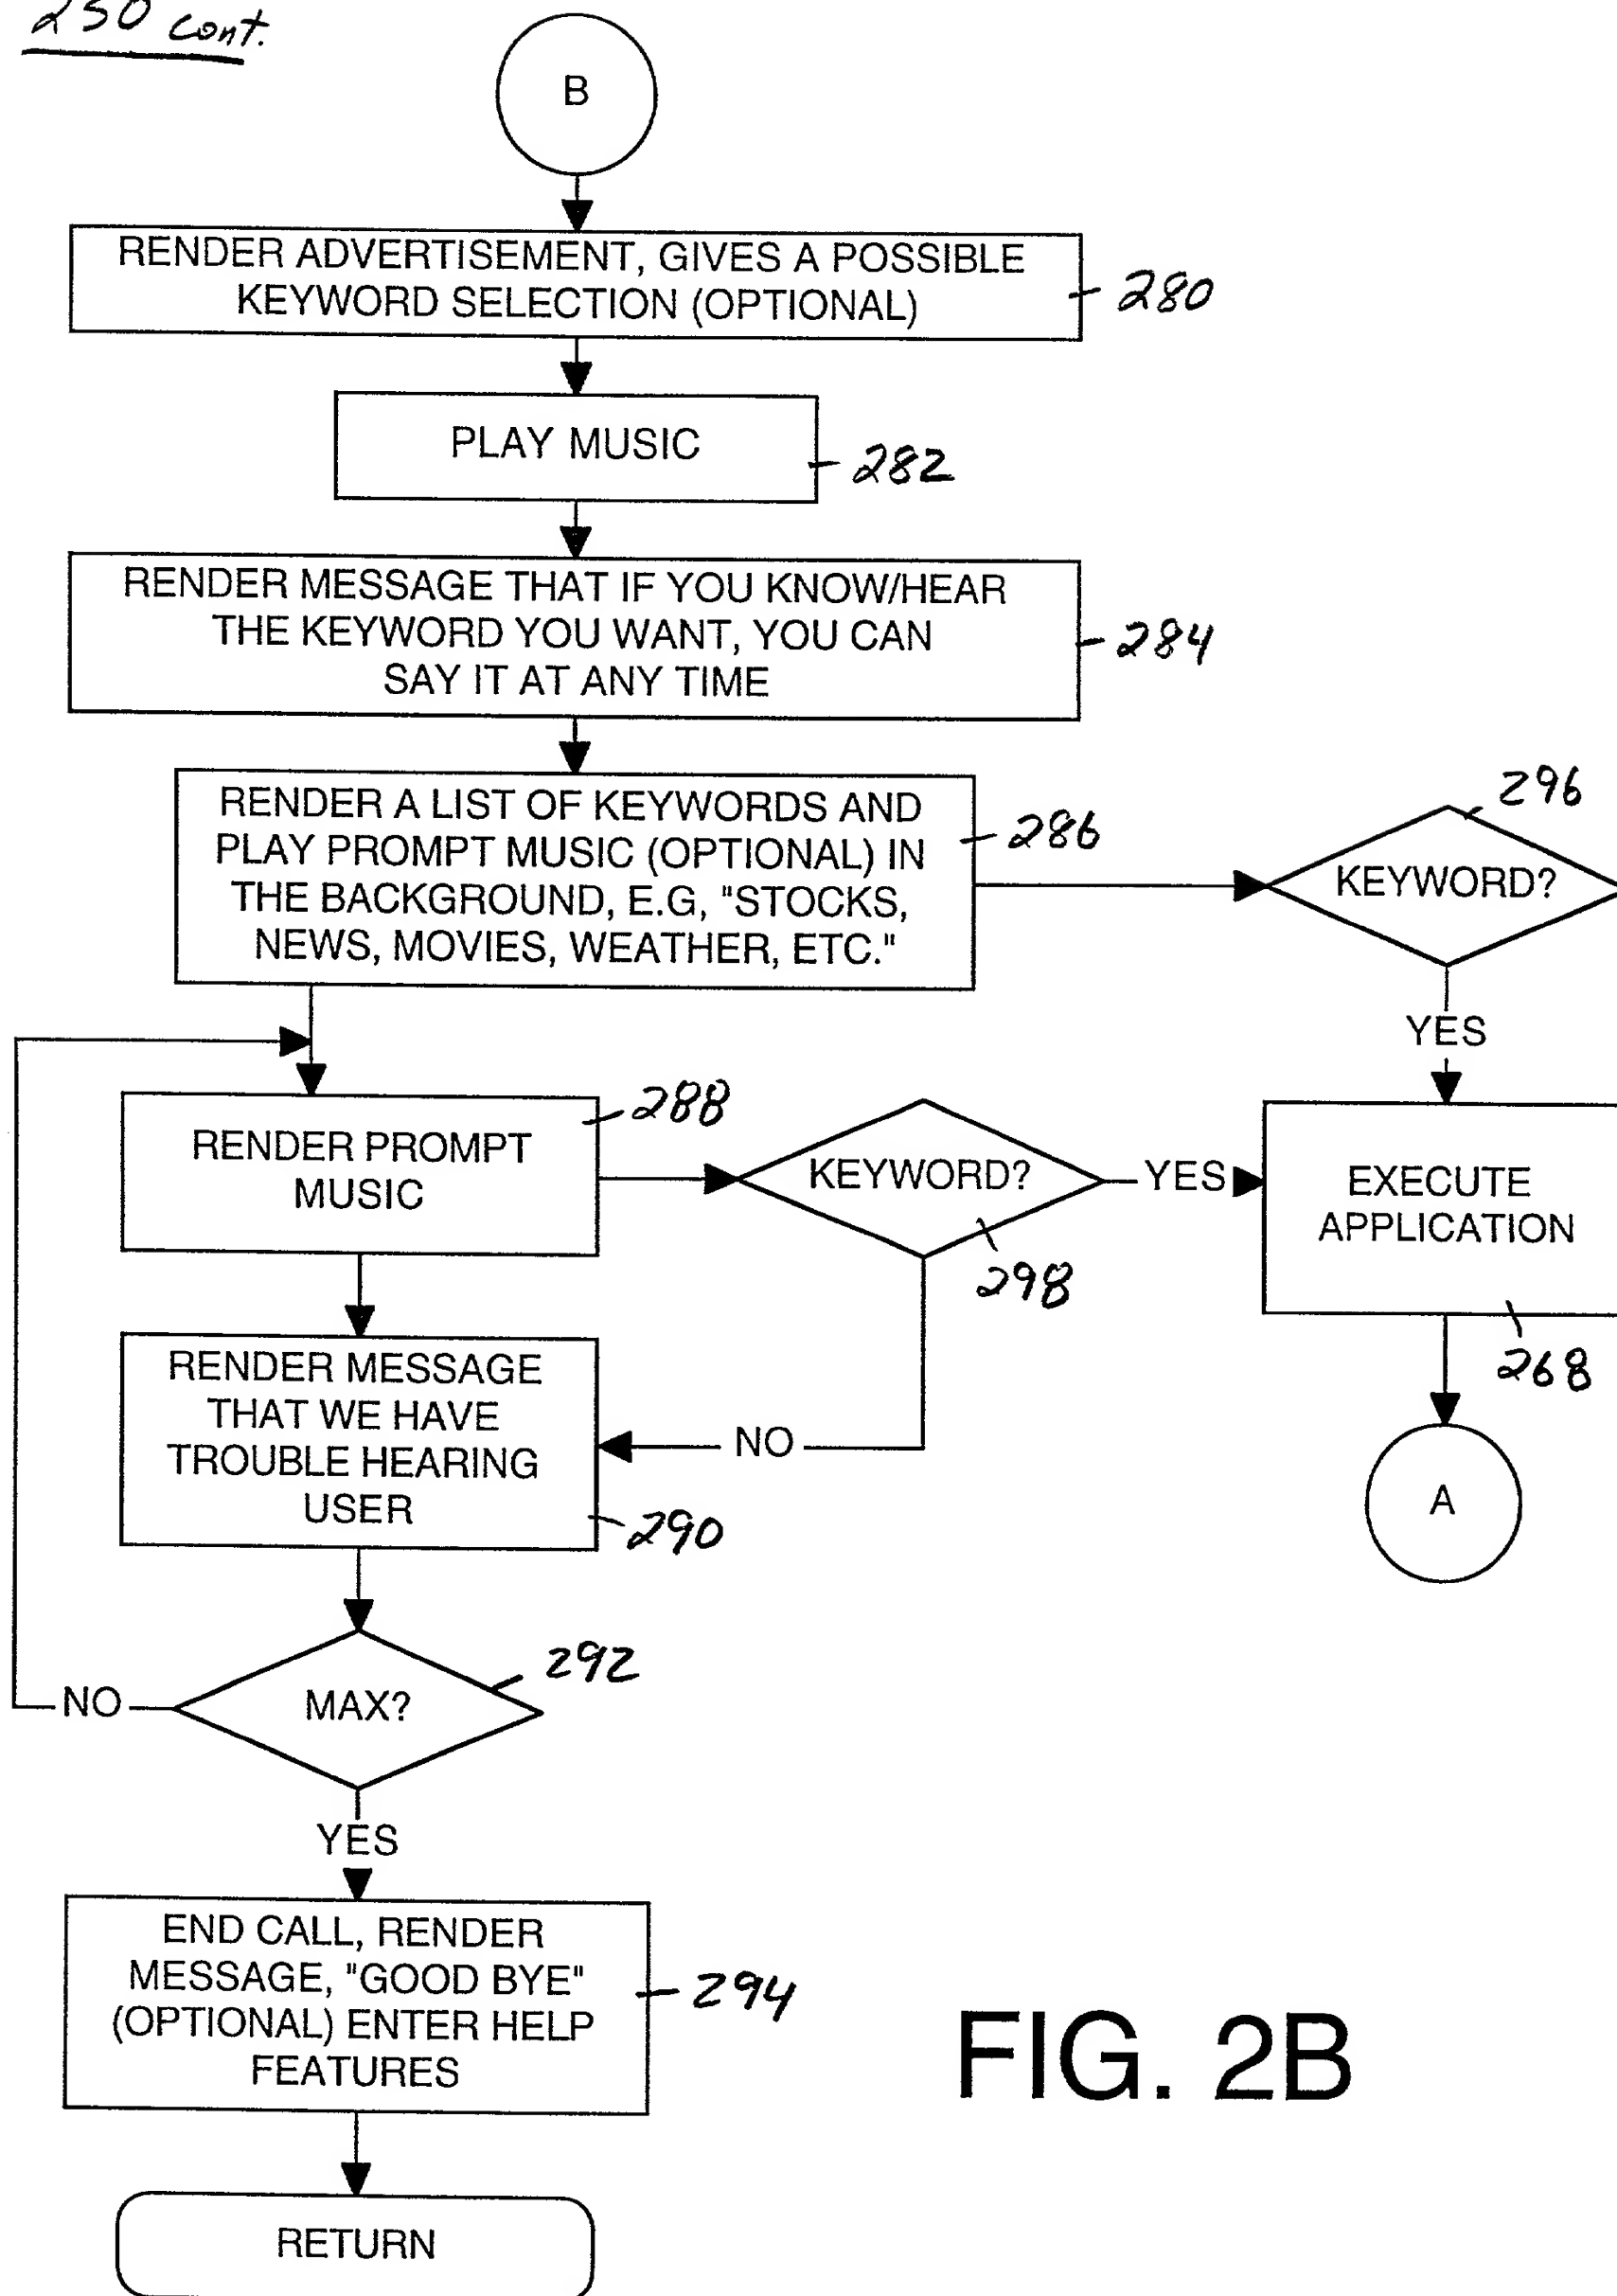 250 cont.
B
RENDER ADVERTISEMENT, GIVES A POSSIBLE
KEYWORD SELECTION (OPTIONAL)
280
PLAY MUSIC
282
RENDER MESSAGE THAT IF YOU KNOW/HEAR
THE KEYWORD YOU WANT, YOU CAN
SAY IT AT ANY TIME
284
RENDER A LIST OF KEYWORDS AND
PLAY PROMPT MUSIC (OPTIONAL) IN
THE BACKGROUND, E.G, "STOCKS,
NEWS, MOVIES, WEATHER, ETC."
286
296
KEYWORD?
YES
RENDER PROMPT
MUSIC
288
KEYWORD?
298
YES
EXECUTE
APPLICATION
268
A
NO
RENDER MESSAGE
THAT WE HAVE
TROUBLE HEARING
USER
290
MAX?
292
NO
YES
END CALL, RENDER
MESSAGE, "GOOD BYE"
(OPTIONAL) ENTER HELP
FEATURES
294
RETURN
FIG. 2B